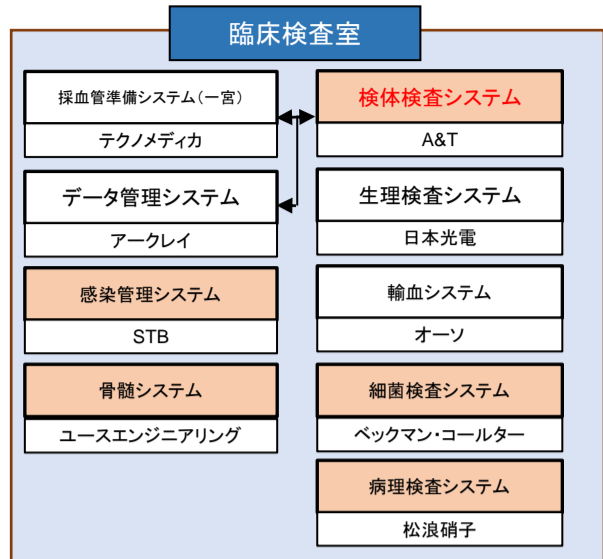 臨床検査室
採血管準備システム(一宮)
テクノメディカ
検体検査システム
A&T
データ管理システム
アークレイ
生理検査システム
日本光電
感染管理システム
STB
輸血システム
オーソ
骨髄システム
ユースエンジニアリング
細菌検査システム
ベックマン・コールター
病理検査システム
松浪硝子